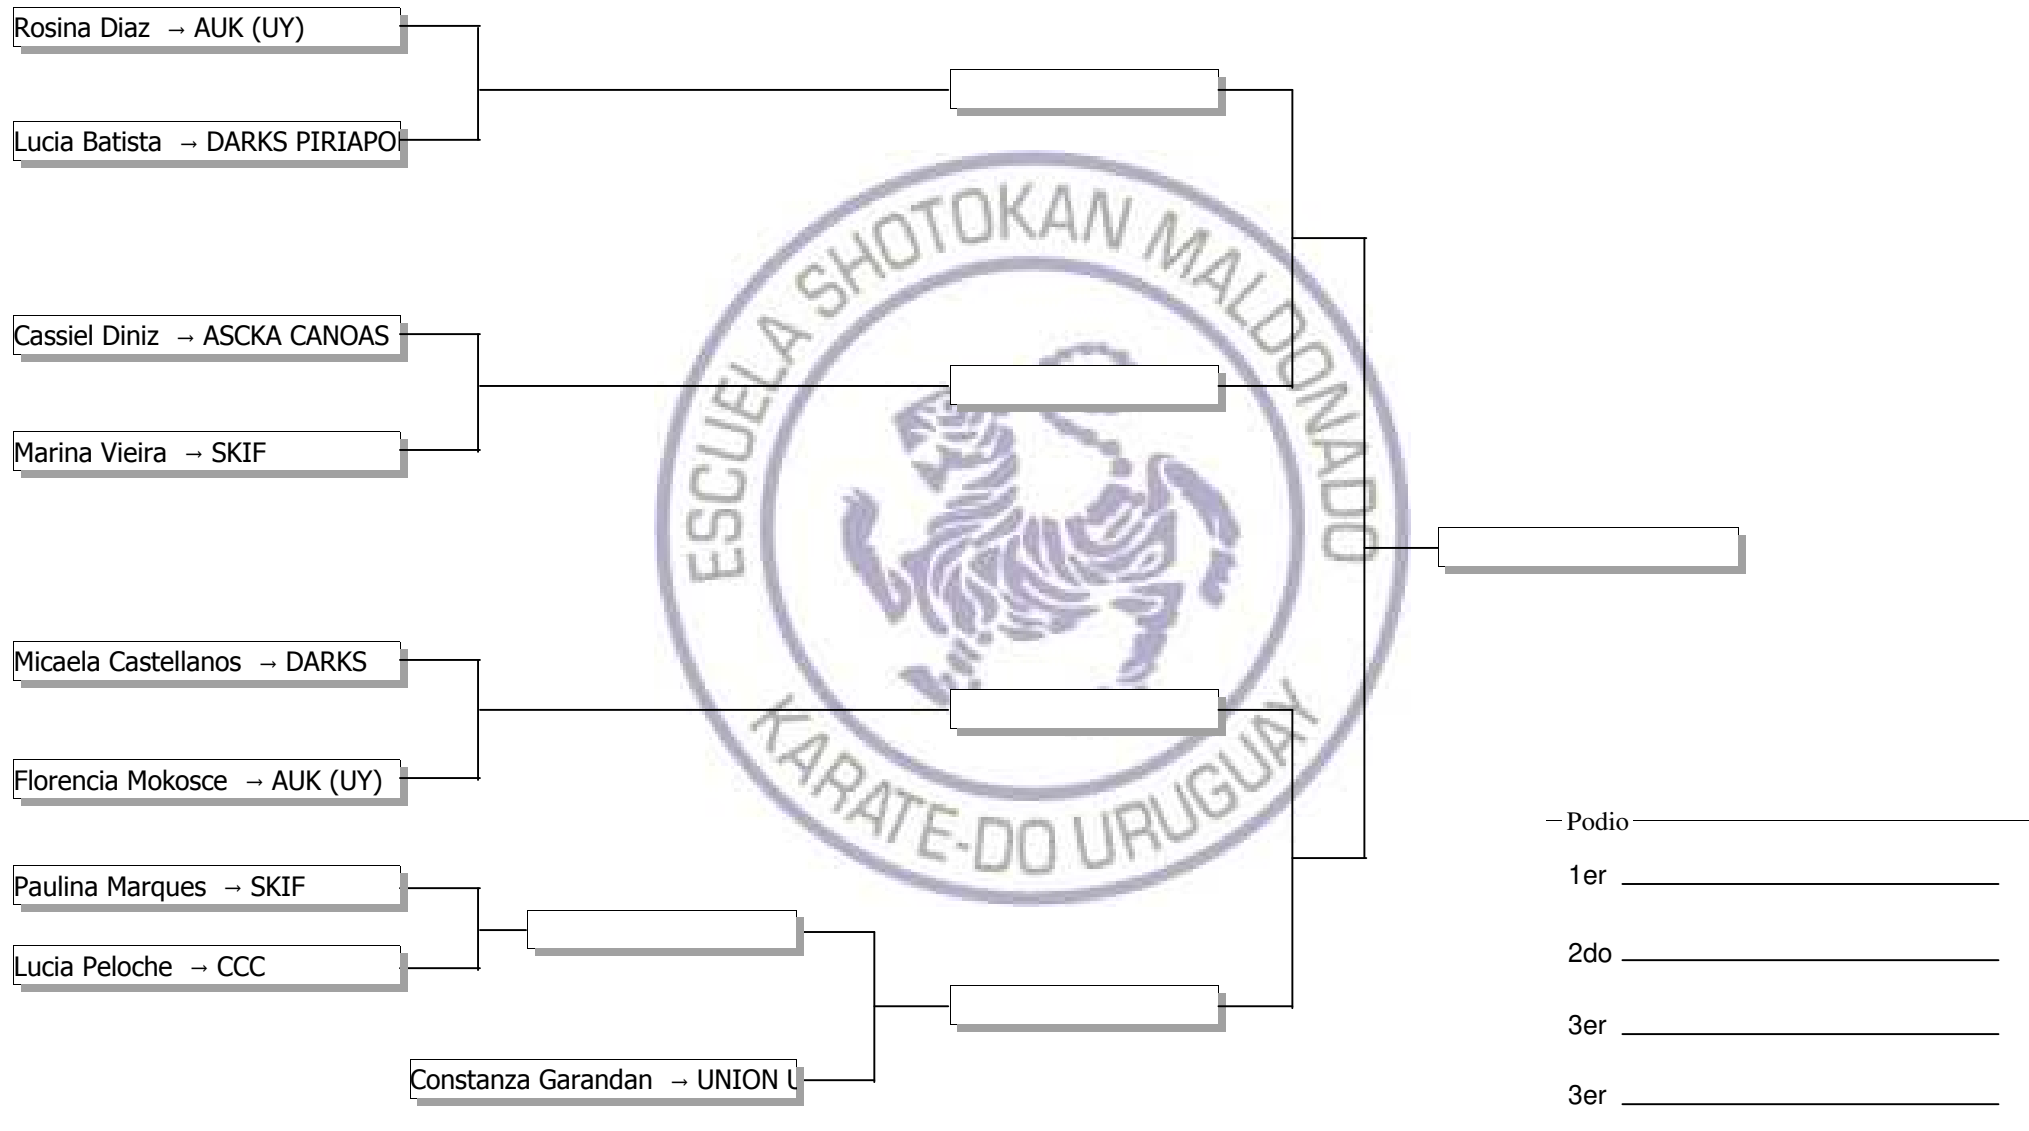 Rosina Diaz → AUK (UY)
Lucia Batista → DARKS PIRIAPO
Cassiel Diniz → ASCKA CANOAS
Marina Vieira → SKIF
Micaela Castellanos → DARKS
Florencia Mokosce → AUK (UY)
Paulina Marques → SKIF
Lucia Peloche → CCC
Constanza Garandan → UNION U
ESCUELA SHOTOKAN MALDONADO
KARATE-DO URUGUAY
Podio
1er
2do
3er
3er